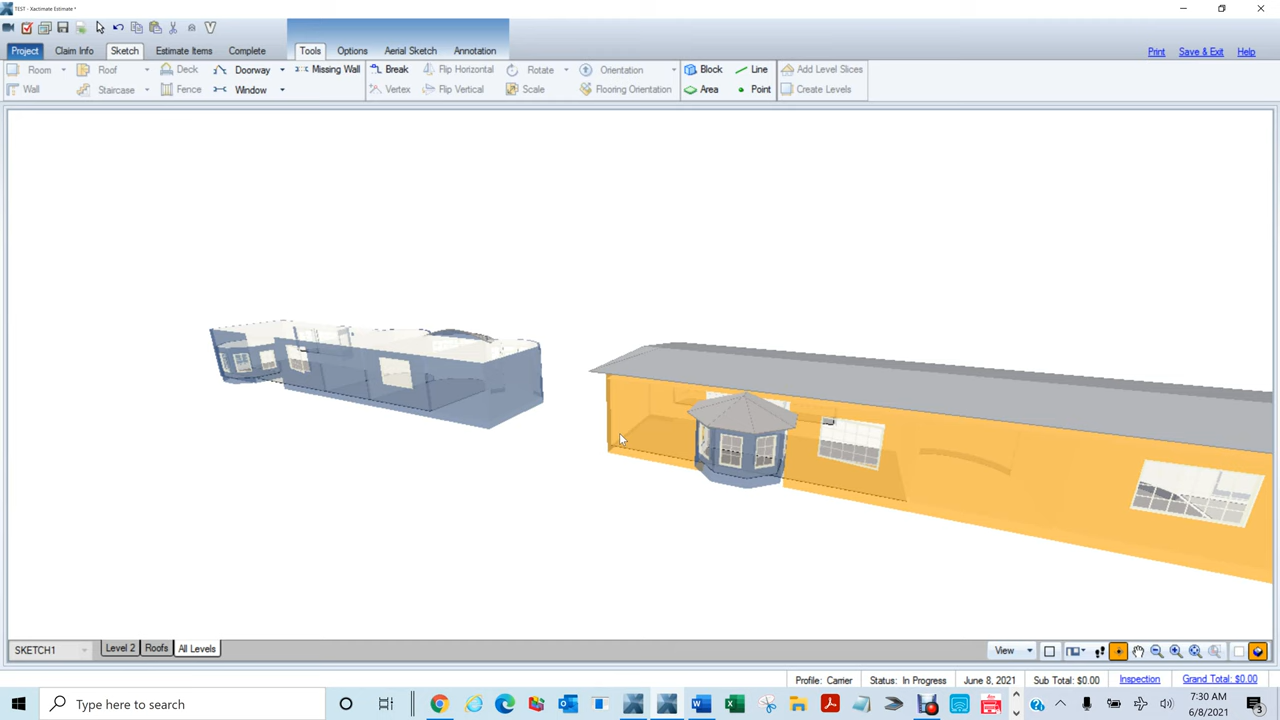 TEST - Xactimate Estimate*
Project Claim Info Sketch Estimate Items Complete Tools Options Aerial Sketch Annotation Print Save & Exit Help
Room Roof Deck Doorway Missing Wall Break Flip Horizontal Rotate Orientation Block Line Add Level Slices
Wall Staircase Fence Window Vertex Flip Vertical Scale Flooring Orientation Area Point Create Levels
SKETCH1 Level 2 Roofs All Levels View
Profile: Carrier Status: In Progress June 8, 2021 Sub Total: $0.00 Inspection Grand Total: $0.00
Type here to search
7:30 AM
6/8/2021
3